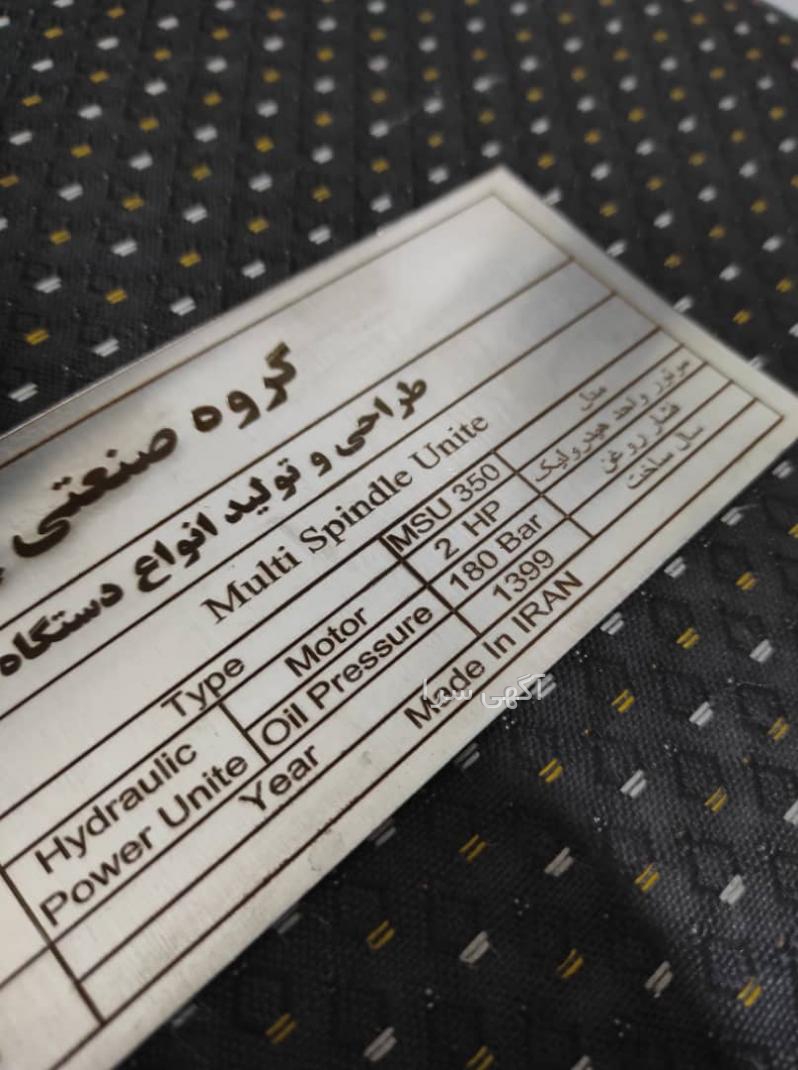 گروه صنعتی
طراحی و تولید انواع دستگاه
Multi Spindle Unite
Type MSU 350 مدل
Hydraulic Power Unite Motor 2 HP موتور واحد هیدرولیک
Oil Pressure 180 Bar فشار روغن
Year 1399 سال ساخت
Made In IRAN
آگهی سرا